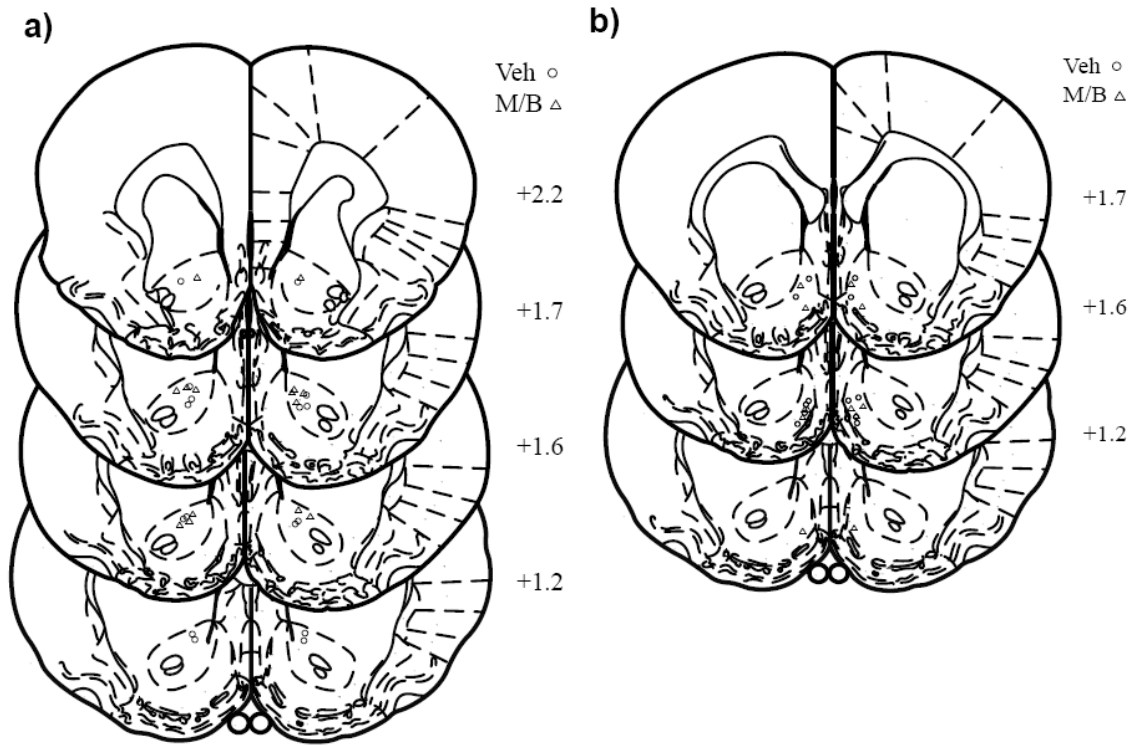 a)
Veh ○
M/B △
+2.2
+1.7
+1.6
+1.2
b)
Veh ○
M/B △
+1.7
+1.6
+1.2